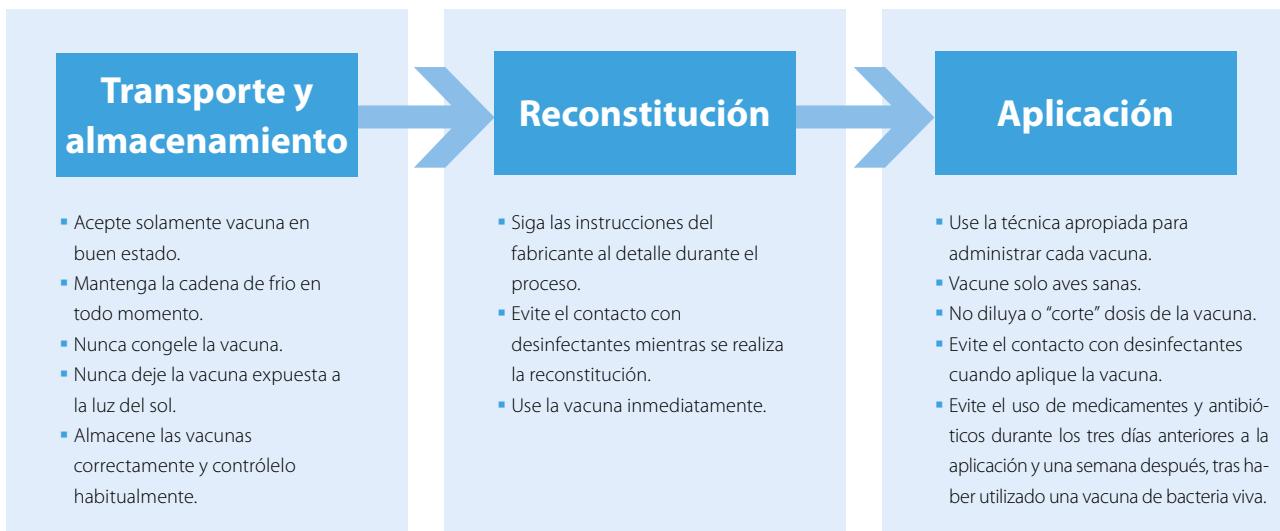 Transporte y
almacenamiento
▪ Acepte solamente vacuna en
buen estado.
▪ Mantenga la cadena de frio en
todo momento.
▪ Nunca congele la vacuna.
▪ Nunca deje la vacuna expuesta a
la luz del sol.
▪ Almacene las vacunas
correctamente y contrólelo
habitualmente.
Reconstitución
▪ Siga las instrucciones del
fabricante al detalle durante el
proceso.
▪ Evite el contacto con
desinfectantes mientras se realiza
la reconstitución.
▪ Use la vacuna inmediatamente.
Aplicación
▪ Use la técnica apropiada para
administrar cada vacuna.
▪ Vacune solo aves sanas.
▪ No diluya o “corte” dosis de la vacuna.
▪ Evite el contacto con desinfectantes
cuando aplique la vacuna.
▪ Evite el uso de medicamentes y antibió-
ticos durante los tres días anteriores a la
aplicación y una semana después, tras ha-
ber utilizado una vacuna de bacteria viva.